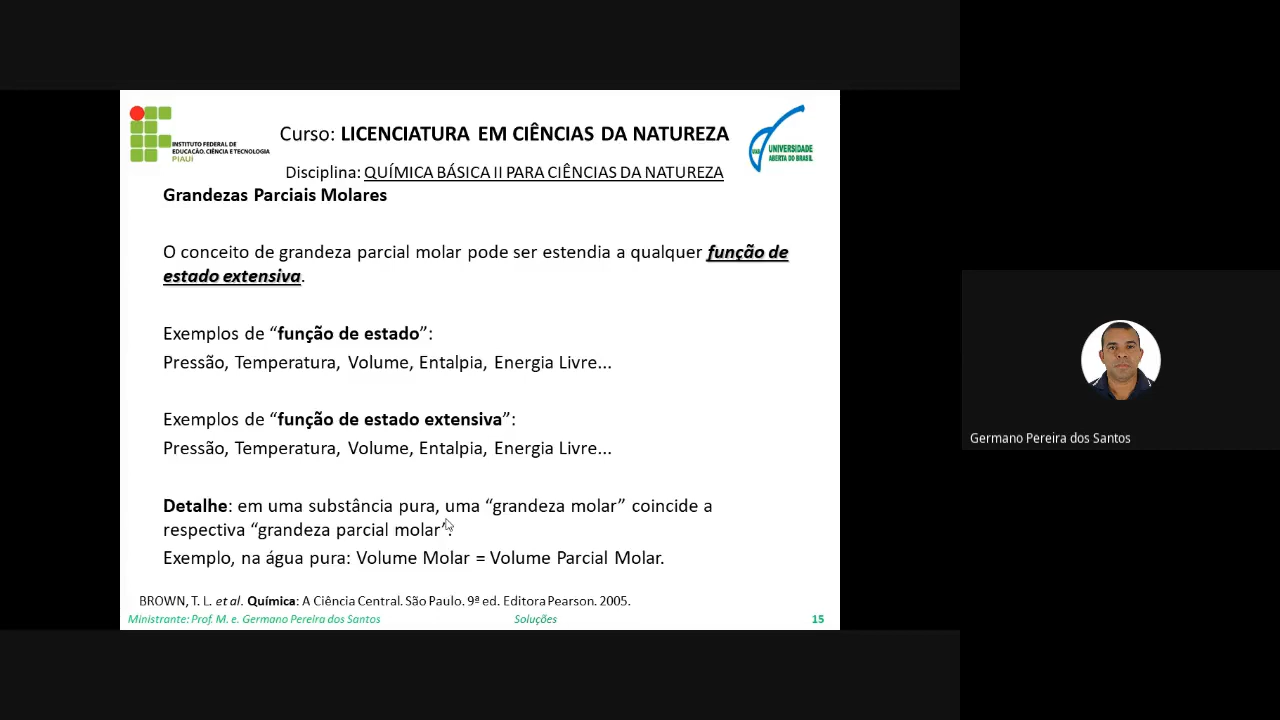 INSTITUTO FEDERAL DE
EDUCAÇÃO, CIÊNCIA E TECNOLOGIA
PIAUÍ
Curso: LICENCIATURA EM CIÊNCIAS DA NATUREZA
UAB
UNIVERSIDADE
ABERTA DO BRASIL
Disciplina: QUÍMICA BÁSICA II PARA CIÊNCIAS DA NATUREZA
Grandezas Parciais Molares
O conceito de grandeza parcial molar pode ser estendia a qualquer função de
estado extensiva.
Exemplos de “função de estado”:
Pressão, Temperatura, Volume, Entalpia, Energia Livre...
Exemplos de “função de estado extensiva”:
Pressão, Temperatura, Volume, Entalpia, Energia Livre...
Detalhe: em uma substância pura, uma “grandeza molar” coincide a
respectiva “grandeza parcial molar”.
Exemplo, na água pura: Volume Molar = Volume Parcial Molar.
BROWN, T. L. et al. Química: A Ciência Central. São Paulo. 9ª ed. Editora Pearson. 2005.
Ministrante: Prof. M. e. Germano Pereira dos Santos
Soluções
15
Germano Pereira dos Santos